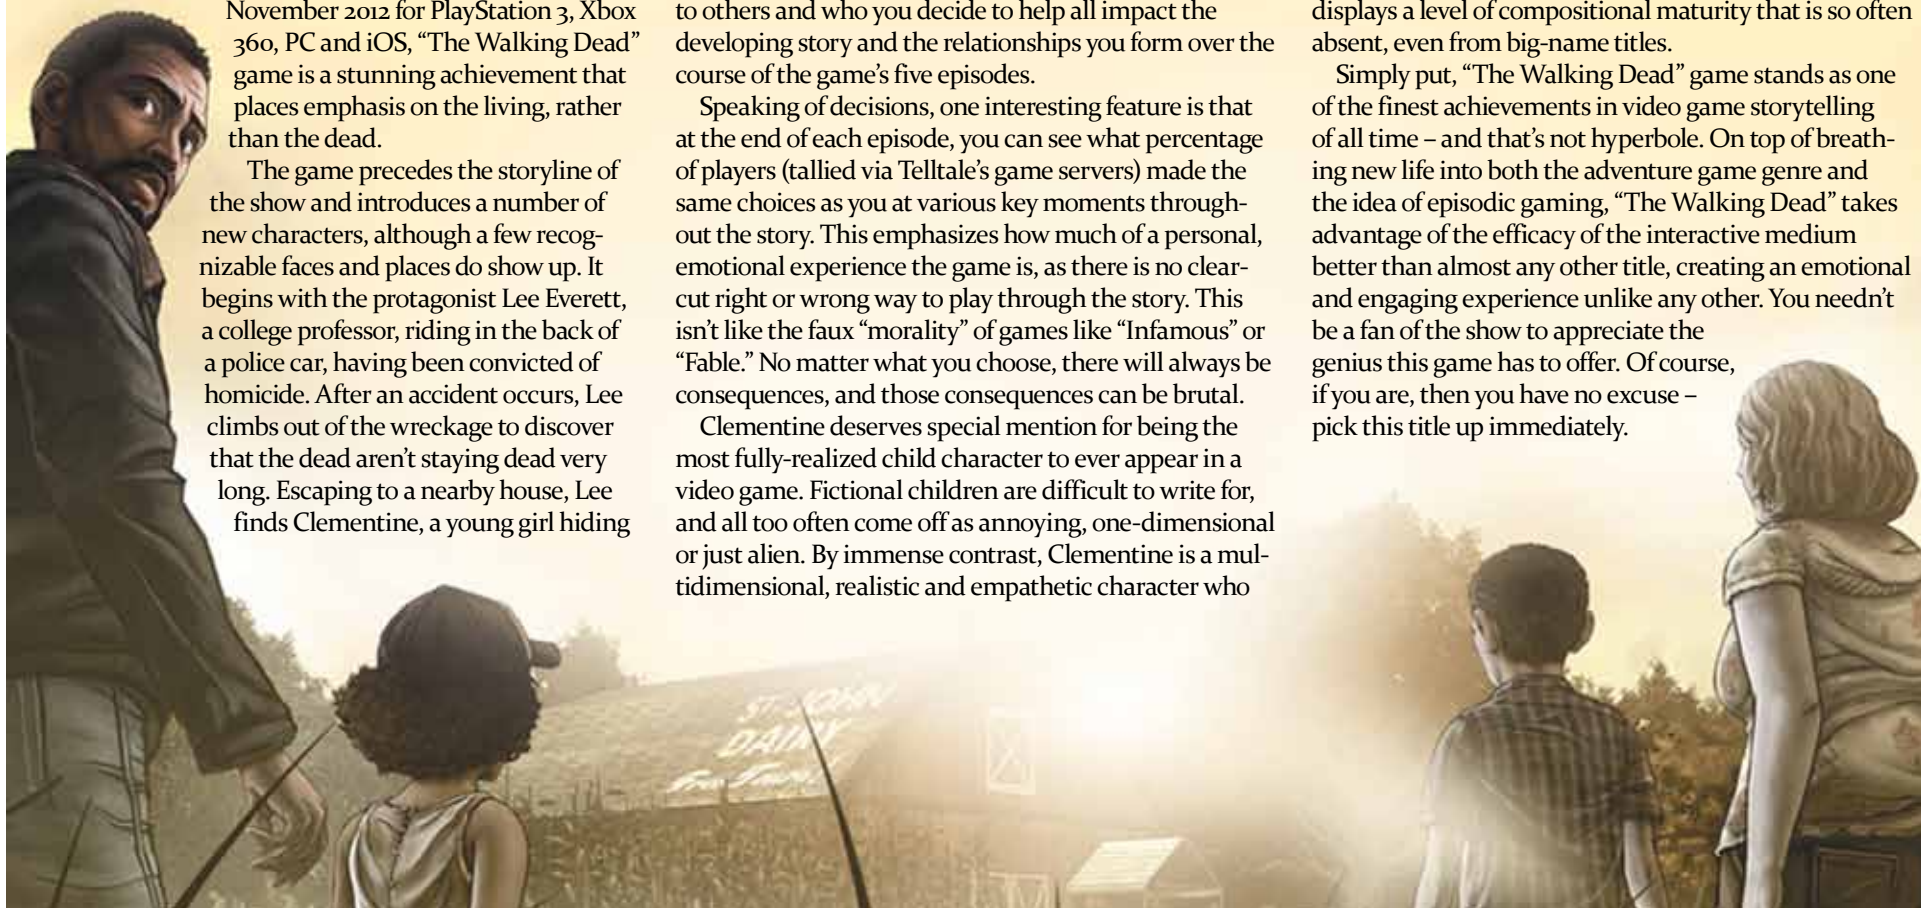 November 2012 for PlayStation 3, Xbox
360, PC and iOS, “The Walking Dead”
game is a stunning achievement that
places emphasis on the living, rather
than the dead.
The game precedes the storyline of
the show and introduces a number of
new characters, although a few recog-
nizable faces and places do show up. It
begins with the protagonist Lee Everett,
a college professor, riding in the back of
a police car, having been convicted of
homicide. After an accident occurs, Lee
climbs out of the wreckage to discover
that the dead aren’t staying dead very
long. Escaping to a nearby house, Lee
finds Clementine, a young girl hiding
to others and who you decide to help all impact the
developing story and the relationships you form over the
course of the game’s five episodes.
Speaking of decisions, one interesting feature is that
at the end of each episode, you can see what percentage
of players (tallied via Telltale’s game servers) made the
same choices as you at various key moments through-
out the story. This emphasizes how much of a personal,
emotional experience the game is, as there is no clear-
cut right or wrong way to play through the story. This
isn’t like the faux “morality” of games like “Infamous” or
“Fable.” No matter what you choose, there will always be
consequences, and those consequences can be brutal.
Clementine deserves special mention for being the
most fully-realized child character to ever appear in a
video game. Fictional children are difficult to write for,
and all too often come off as annoying, one-dimensional
or just alien. By immense contrast, Clementine is a mul-
tidimensional, realistic and empathetic character who
displays a level of compositional maturity that is so often
absent, even from big-name titles.
Simply put, “The Walking Dead” game stands as one
of the finest achievements in video game storytelling
of all time – and that’s not hyperbole. On top of breath-
ing new life into both the adventure game genre and
the idea of episodic gaming, “The Walking Dead” takes
advantage of the efficacy of the interactive medium
better than almost any other title, creating an emotional
and engaging experience unlike any other. You needn’t
be a fan of the show to appreciate the
genius this game has to offer. Of course,
if you are, then you have no excuse –
pick this title up immediately.
ST. JOHN
DAIRY